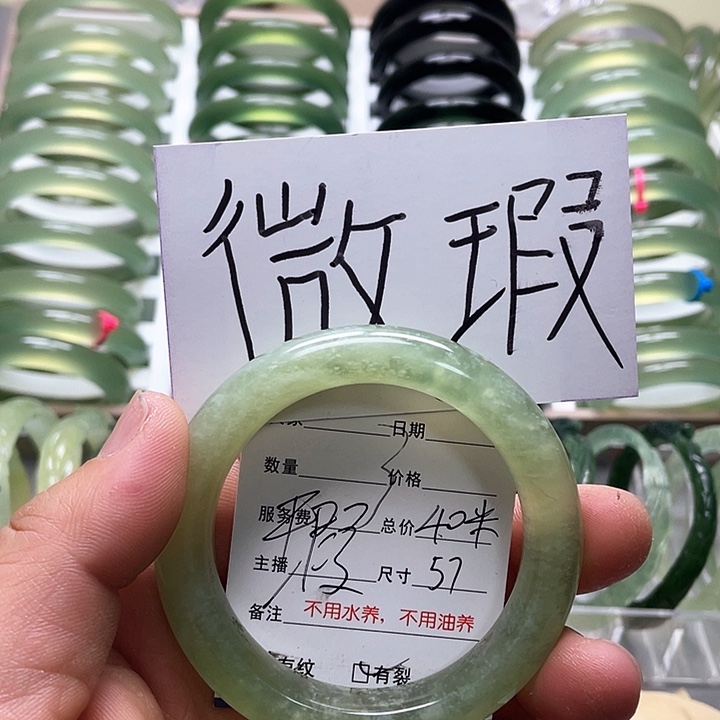 微瑕
日期
数量 价格
服务费 瑕 总价 40米
主播 尺寸 57
备注 不用水养，不用油养
有纹 有裂